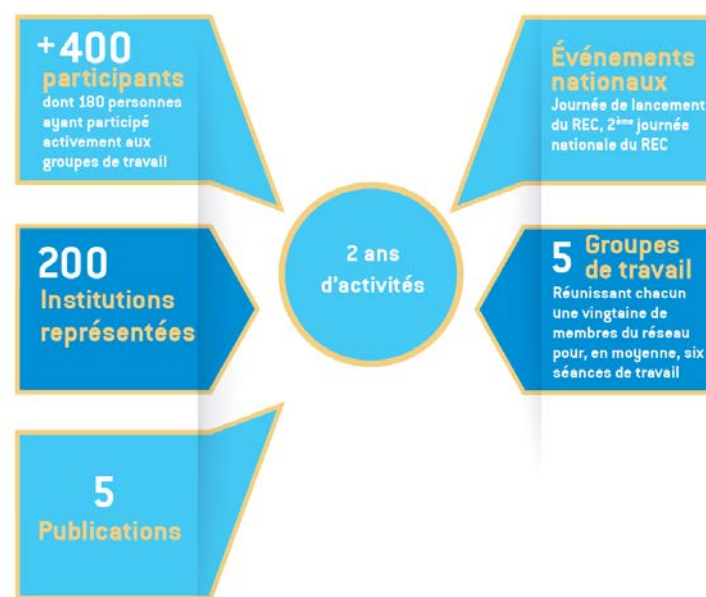 +400
participants
dont 180 personnes
ayant participé
activement aux
groupes de travail
200
Institutions
représentées
5
Publications
2 ans
d'activités
Événements
nationaux
Journée de lancement
du REC, 2ème journée
nationale du REC
5 Groupes
de travail
Réunissant chacun
une vingtaine de
membres du réseau
pour, en moyenne, six
séances de travail